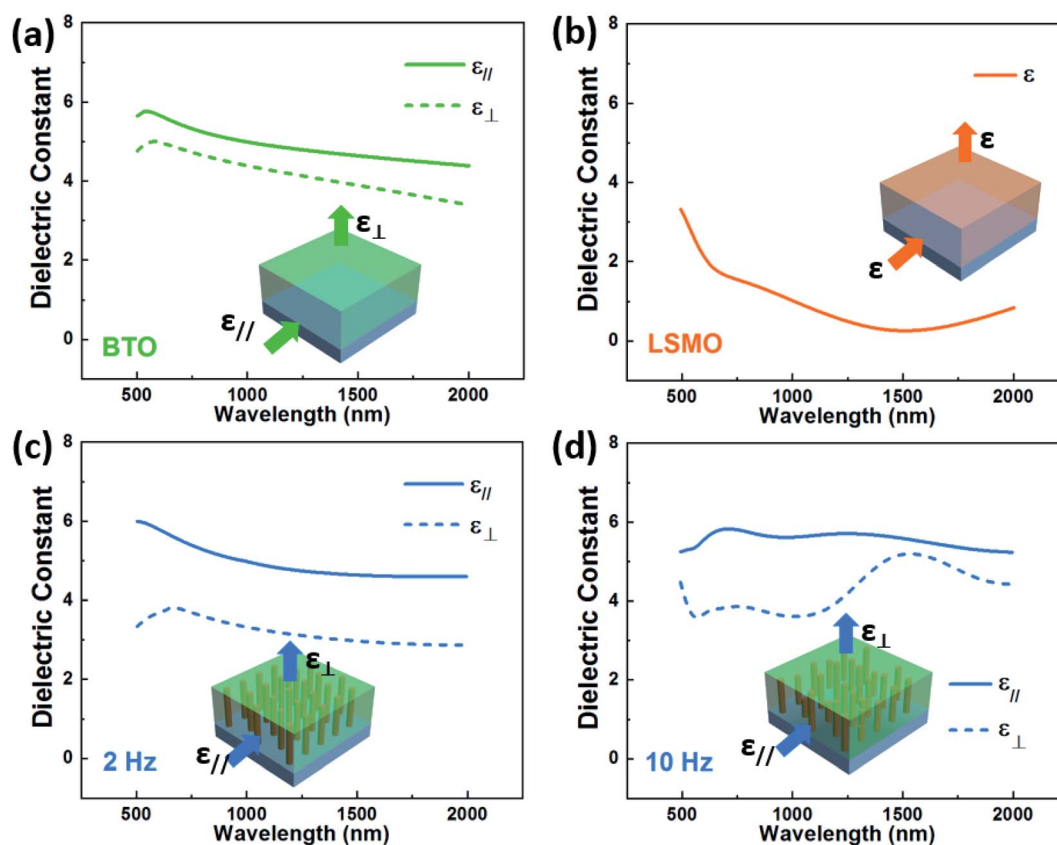 (a)
8
6
4
2
0
Dielectric Constant
ε//
ε⊥
ε⊥
ε//
BTO
500 1000 1500 2000
Wavelength (nm)
(b)
8
6
4
2
0
Dielectric Constant
ε
ε
ε
LSMO
500 1000 1500 2000
Wavelength (nm)
(c)
8
6
4
2
0
Dielectric Constant
ε//
ε⊥
ε⊥
ε//
2 Hz
500 1000 1500 2000
Wavelength (nm)
(d)
8
6
4
2
0
Dielectric Constant
ε⊥
ε//
ε//
ε⊥
10 Hz
500 1000 1500 2000
Wavelength (nm)